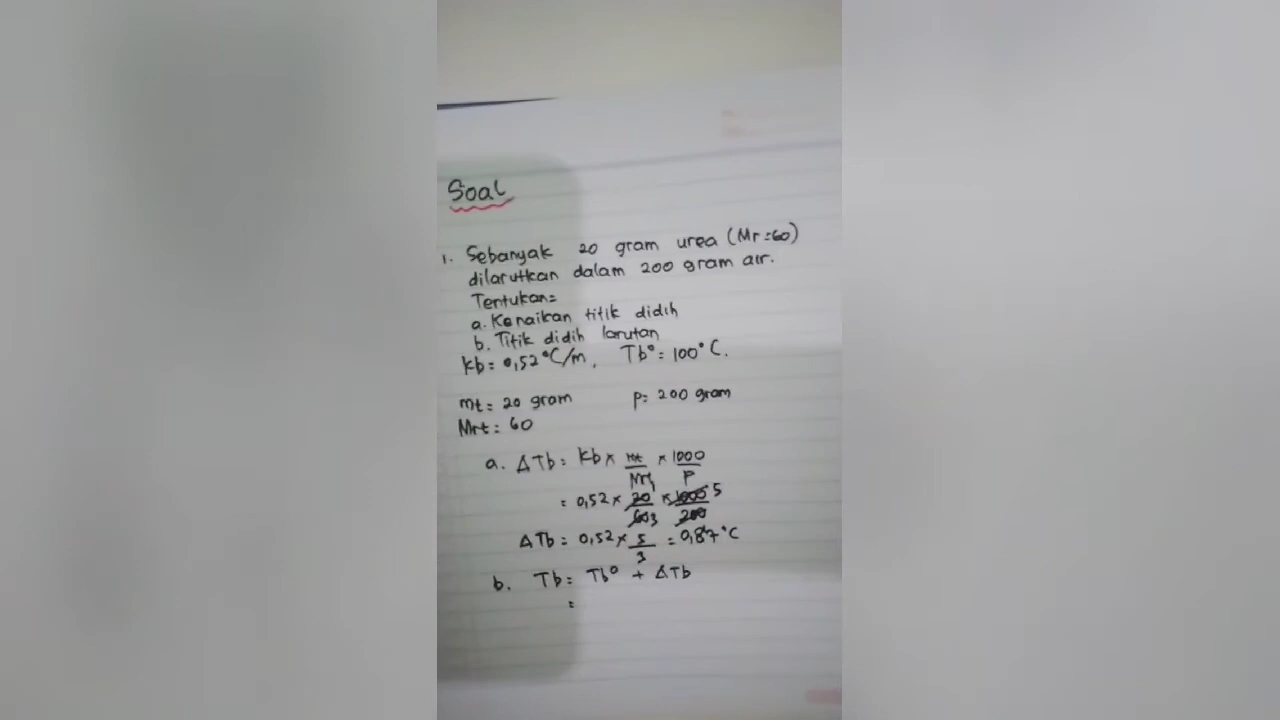 Soal
1. Sebanyak 20 gram urea (Mr=60)
dilarutkan dalam 200 gram air.
Tentukan=
a. Kenaikan titik didih
b. Titik didih larutan
kb= 0,52°C/m, Tb°= 100°C.
mt= 20 gram p= 200 gram
Mrt= 60
a. ΔTb= kb × mt/Mrt × 1000/p
= 0,52 × 20/60 3 × 1000 5/200
ΔTb= 0,52 × 5/3 = 0,87°C
b. Tb= Tb° + ΔTb
=